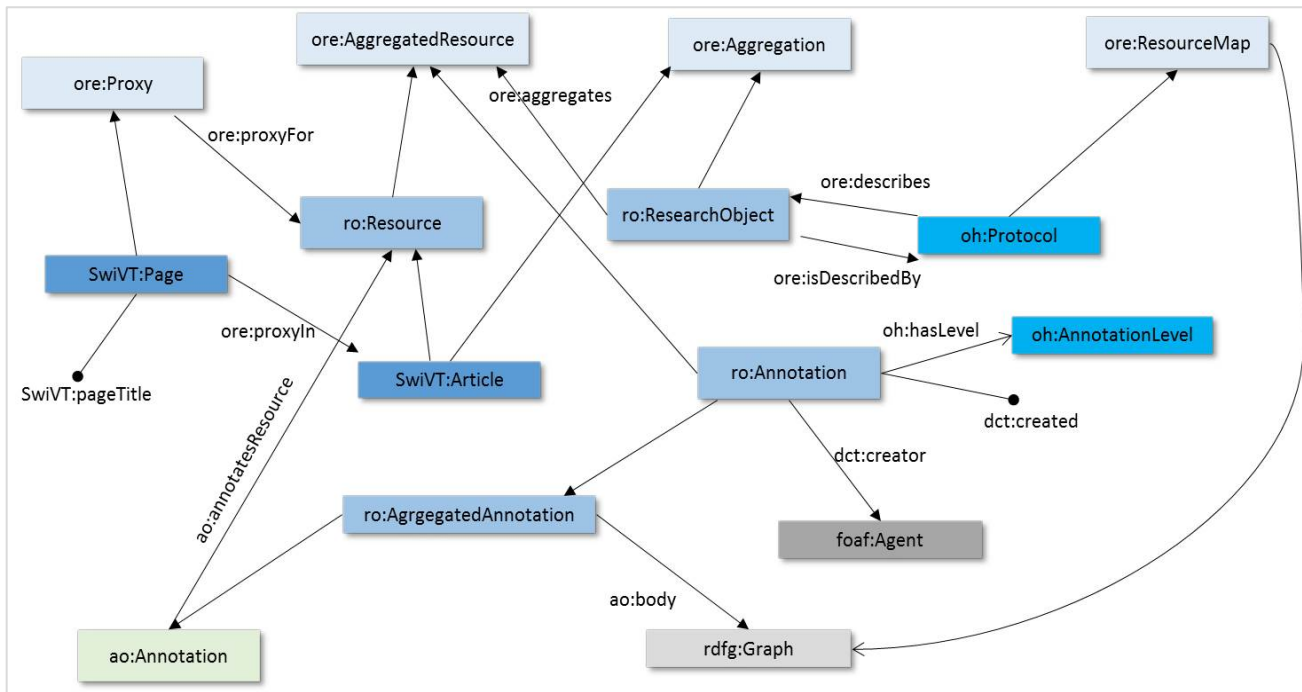 ore:AggregatedResource
ore:Aggregation
ore:ResourceMap
ore:Proxy
ore:aggregates
ore:proxyFor
ore:describes
ro:Resource
ro:ResearchObject
oh:Protocol
SwiVT:Page
ore:isDescribedBy
ore:proxyIn
oh:hasLevel
oh:AnnotationLevel
SwiVT:pageTitle
SwiVT:Article
ro:Annotation
dct:created
ao:annotatesResource
dct:creator
ro:AgrgegatedAnnotation
foaf:Agent
ao:body
ao:Annotation
rdfg:Graph